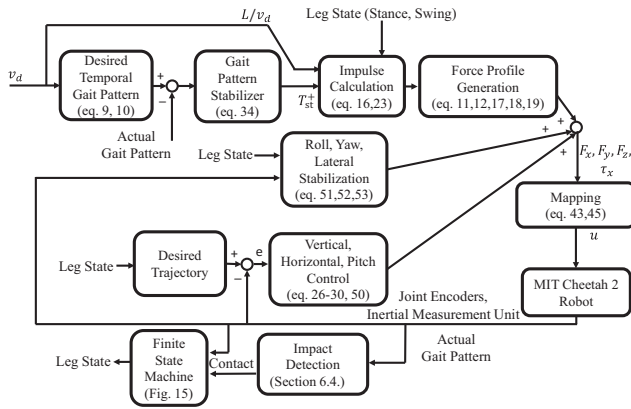 L/v_d
Leg State (Stance, Swing)
v_d
Desired
Temporal
Gait Pattern
(eq. 9, 10)
+
−
Actual
Gait Pattern
Gait
Pattern
Stabilizer
(eq. 34)
T_st^+
Impulse
Calculation
(eq. 16,23)
Force Profile
Generation
(eq. 11,12,17,18,19)
+
+
+
Leg State
Roll, Yaw,
Lateral
Stabilization
(eq. 51,52,53)
F_x, F_y, F_z,
τ_x
Mapping
(eq. 43,45)
u
Leg State
Desired
Trajectory
+
−
e
Vertical,
Horizontal,
Pitch
Control
(eq. 26-30, 50)
MIT Cheetah 2
Robot
Joint Encoders,
Inertial Measurement Unit
Actual
Gait Pattern
Leg State
Finite
State
Machine
(Fig. 15)
Contact
Impact
Detection
(Section 6.4.)